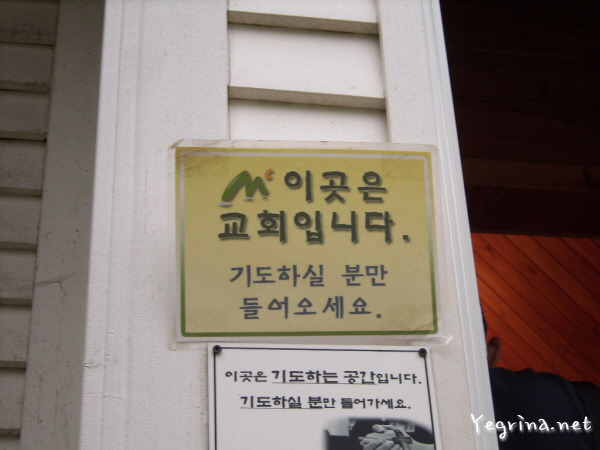 이곳은
교회입니다.
기도하실 분만
들어오세요.
이곳은 기도하는 공간입니다.
기도하실 분만 들어가세요.
Yegrina.net